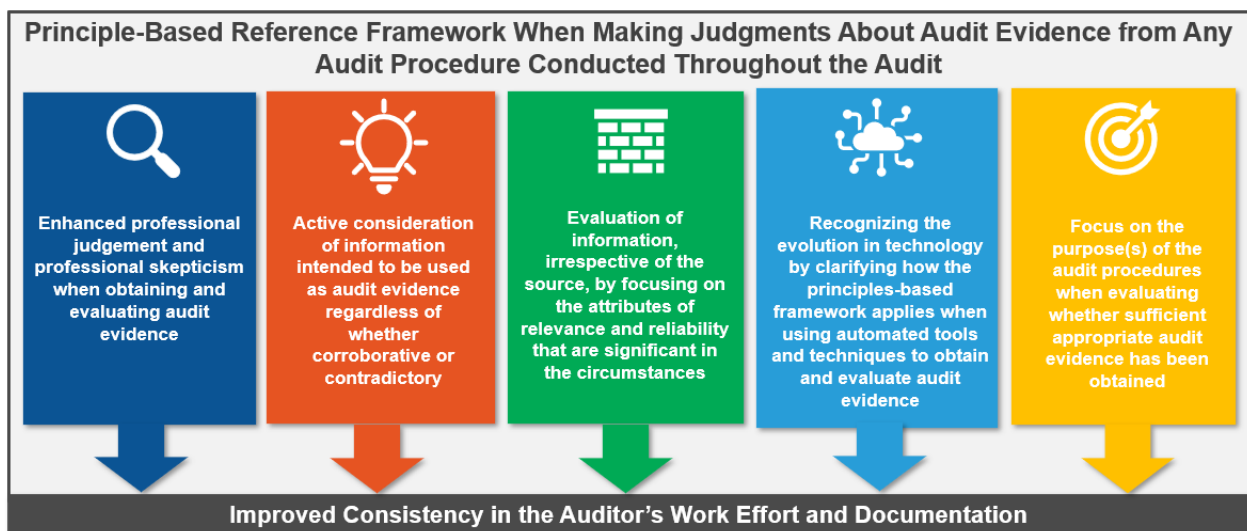 Principle-Based Reference Framework When Making Judgments About Audit Evidence from Any
Audit Procedure Conducted Throughout the Audit
Enhanced professional
judgement and
professional skepticism
when obtaining and
evaluating audit
evidence
Active consideration
of information
intended to be used
as audit evidence
regardless of
whether
corroborative or
contradictory
Evaluation of
information,
irrespective of the
source, by focusing on
the attributes of
relevance and reliability
that are significant in
the circumstances
Recognizing the
evolution in technology
by clarifying how the
principles-based
framework applies when
using automated tools
and techniques to obtain
and evaluate audit
evidence
Focus on the
purpose(s) of the
audit procedures
when evaluating
whether sufficient
appropriate audit
evidence has been
obtained
Improved Consistency in the Auditor's Work Effort and Documentation